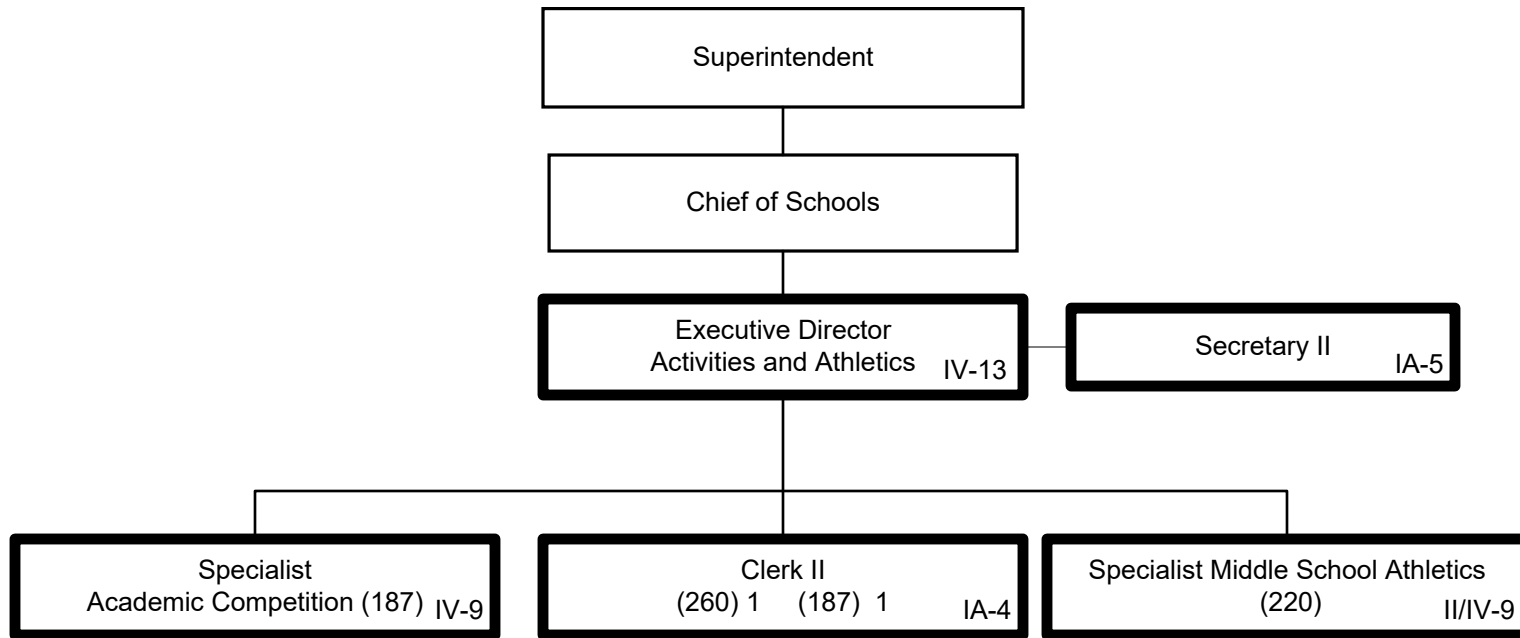 Superintendent
Chief of Schools
Executive Director
Activities and Athletics
IV-13
Secretary II
IA-5
Specialist
Academic Competition (187)
IV-9
Clerk II
(260) 1 (187) 1
IA-4
Specialist Middle School Athletics
(220)
II/IV-9